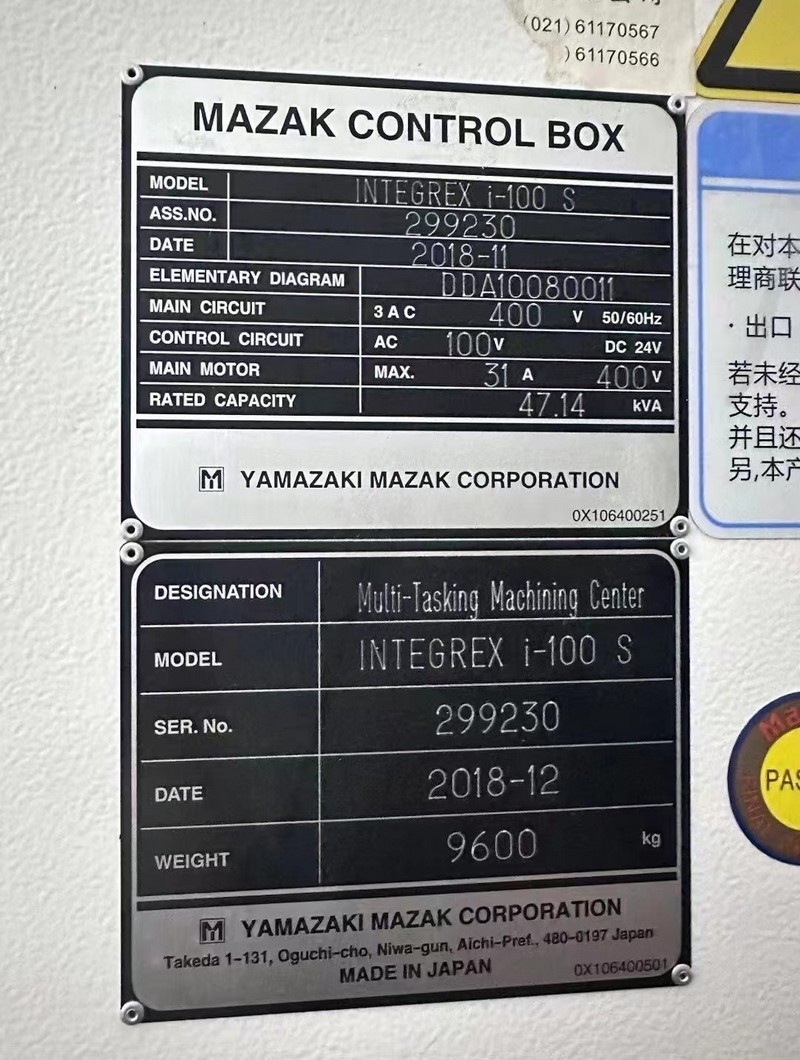 (021) 61170567
) 61170566
MAZAK CONTROL BOX
MODEL INTEGREX i-100 S
ASS.NO. 299230
DATE 2018-11
ELEMENTARY DIAGRAM DDA10080011
MAIN CIRCUIT 3 A C 400 V 50/60Hz
CONTROL CIRCUIT AC 100V DC 24V
MAIN MOTOR MAX. 31 A 400V
RATED CAPACITY 47.14 kVA
YAMAZAKI MAZAK CORPORATION
0X106400251
DESIGNATION Multi-Tasking Machining Center
MODEL INTEGREX i-100 S
SER. No. 299230
DATE 2018-12
WEIGHT 9600 kg
YAMAZAKI MAZAK CORPORATION
Takeda 1-131, Oguchi-cho, Niwa-gun, Aichi-Pref., 480-0197 Japan
MADE IN JAPAN 0X106400501
在对本
理商联
· 出口
若未经
支持。
并且还
另,本产
Ma
PAS